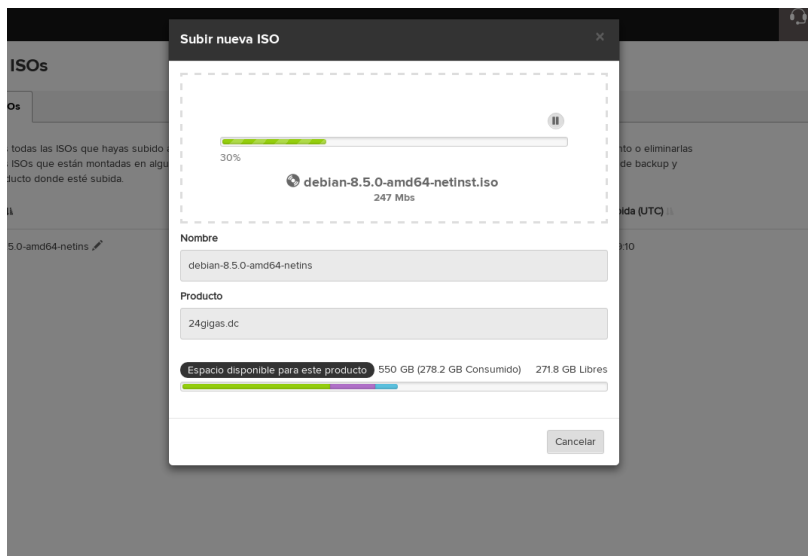 Subir nueva ISO ×
ISOs
Os
todas las ISOs que hayas subido
nto o eliminarlas
ISOs que están montadas en algu
de backup y
ducto donde esté subida.
30%
debian-8.5.0-amd64-netinst.iso
247 Mbs
ida (UTC)
Nombre
5.0-amd64-netins
9:10
debian-8.5.0-amd64-netins
Producto
24gigas.dc
Espacio disponible para este producto 550 GB (278.2 GB Consumido) 271.8 GB Libres
Cancelar